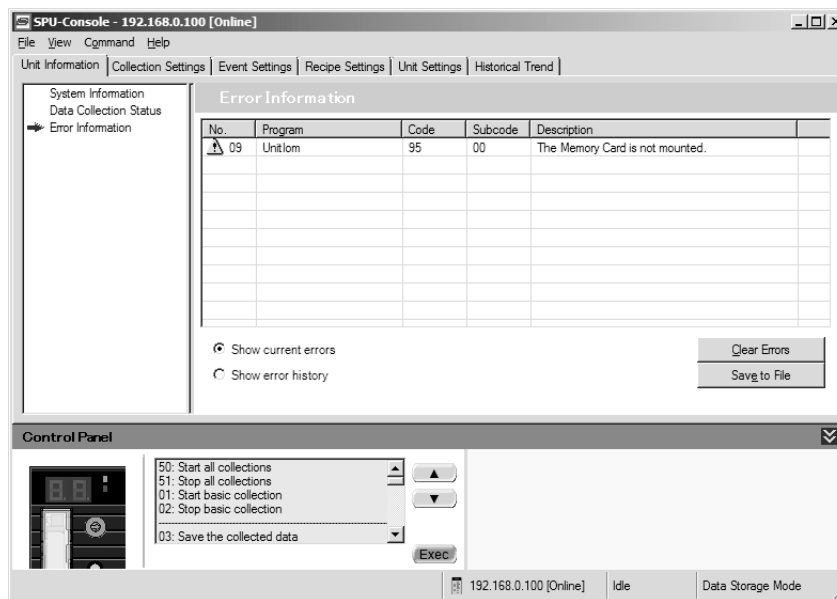 SPU-Console - 192.168.0.100 [Online]
File View Command Help
Unit Information Collection Settings Event Settings Recipe Settings Unit Settings Historical Trend
System Information
Data Collection Status
Error Information
Error Information
No. Program Code Subcode Description
09 UnitIom 95 00 The Memory Card is not mounted.
Show current errors
Show error history
Clear Errors
Save to File
Control Panel
50: Start all collections
51: Stop all collections
01: Start basic collection
02: Stop basic collection
03: Save the collected data
Exec
192.168.0.100 [Online] Idle Data Storage Mode